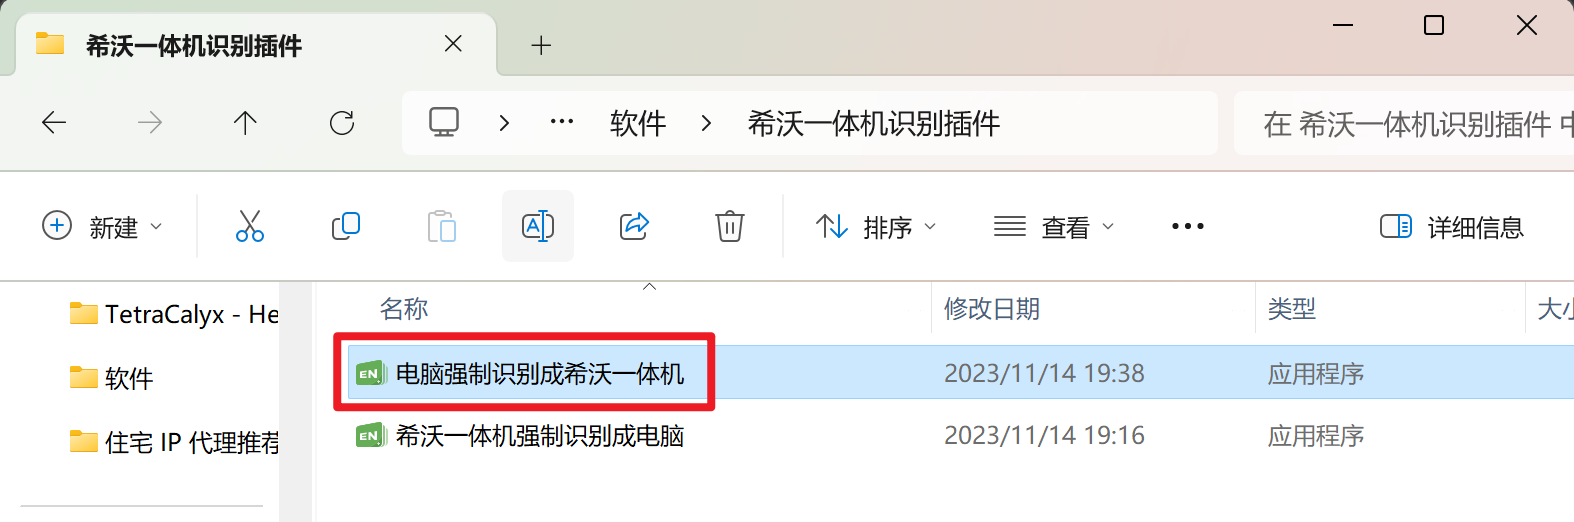 希沃一体机识别插件
软件 希沃一体机识别插件 在 希沃一体机识别插件
新建 排序 查看 详细信息
名称 修改日期 类型
TetraCalyx - He
软件
住宅 IP 代理推荐
EN 电脑强制识别成希沃一体机 2023/11/14 19:38 应用程序
EN 希沃一体机强制识别成电脑 2023/11/14 19:16 应用程序